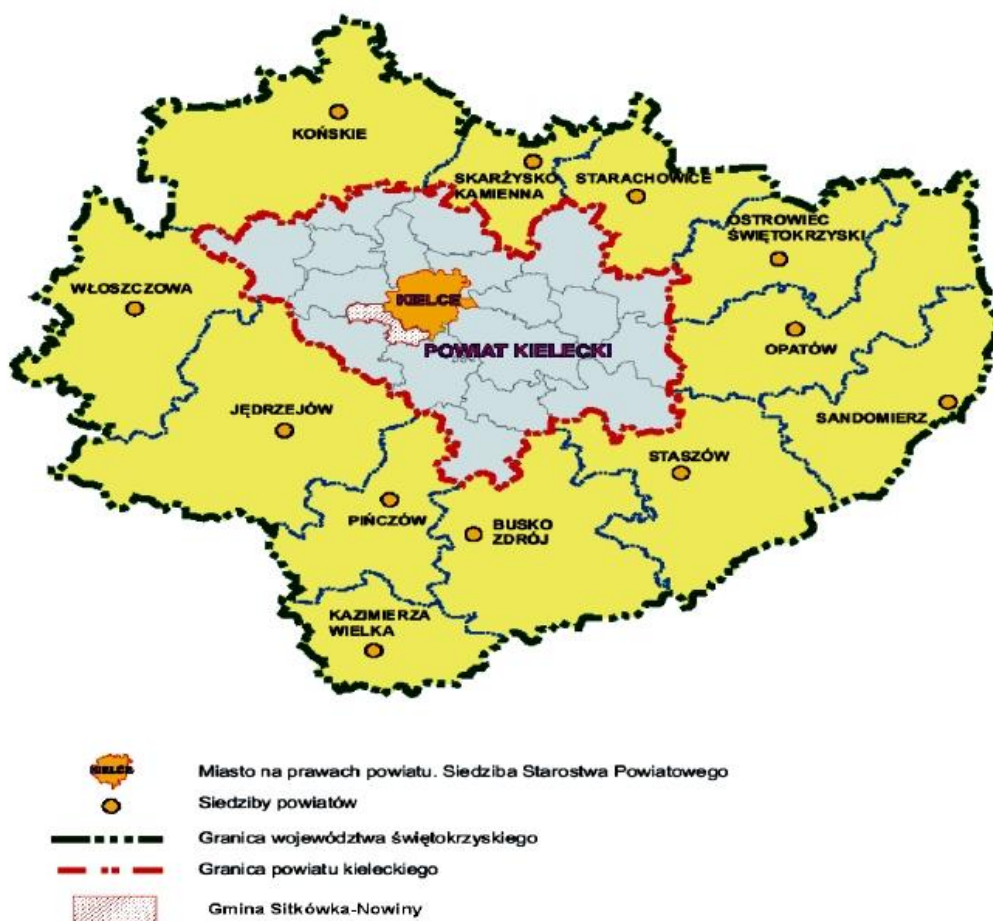 KOŃSKIE
SKARŻYSKO
KAMIENNA
STARACHOWICE
OSTROWIEC
ŚWIĘTOKRZYSKI
WŁOSZCZOWA
KIELCE
POWIAT KIELECKI
OPATÓW
JĘDRZEJÓW
SANDOMIERZ
STASZÓW
PIŃCZÓW
BUSKO
ZDRÓJ
KAZIMIERZA
WIELKA
KIELCE
Miasto na prawach powiatu. Siedziba Starostwa Powiatowego
Siedziby powiatów
Granica województwa świętokrzyskiego
Granica powiatu kieleckiego
Gmina Sitkówka-Nowiny